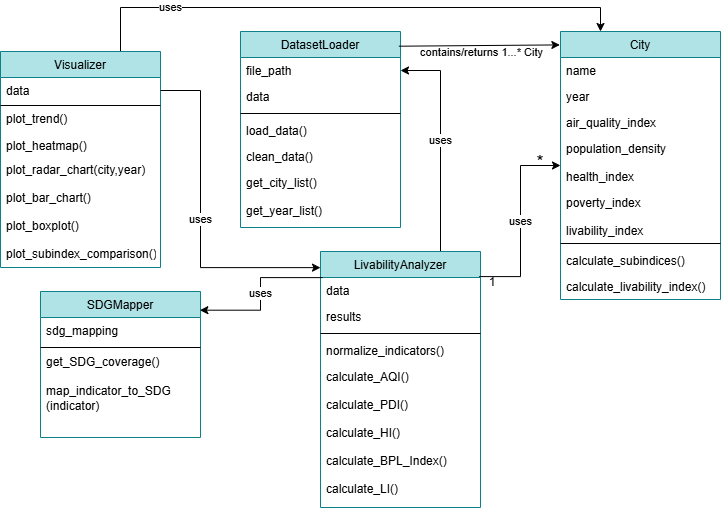 uses
Visualizer
data
plot_trend()
plot_heatmap()
plot_radar_chart(city,year)
plot_bar_chart()
plot_boxplot()
plot_subindex_comparison()
DatasetLoader
file_path
data
load_data()
clean_data()
get_city_list()
get_year_list()
contains/returns 1...* City
City
name
year
air_quality_index
population_density
health_index
poverty_index
livability_index
calculate_subindices()
calculate_livability_index()
uses
uses
*
uses
1
uses
SDGMapper
sdg_mapping
get_SDG_coverage()
map_indicator_to_SDG
(indicator)
LivabilityAnalyzer
data
results
normalize_indicators()
calculate_AQI()
calculate_PDI()
calculate_HI()
calculate_BPL_Index()
calculate_LI()